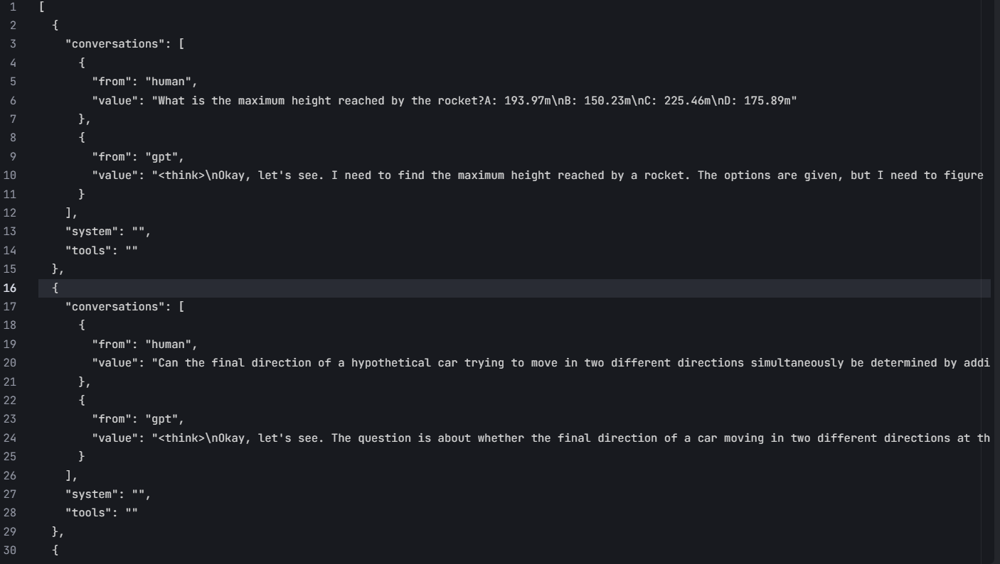 1 [
2 {
3 "conversations": [
4 {
5 "from": "human",
6 "value": "What is the maximum height reached by the rocket?A: 193.97m\nB: 150.23m\nC: 225.46m\nD: 175.89m"
7 },
8 {
9 "from": "gpt",
10 "value": "<think>\nOkay, let's see. I need to find the maximum height reached by a rocket. The options are given, but I need to figure
11 }
12 ],
13 "system": "",
14 "tools": ""
15 },
16 {
17 "conversations": [
18 {
19 "from": "human",
20 "value": "Can the final direction of a hypothetical car trying to move in two different directions simultaneously be determined by addi
21 },
22 {
23 "from": "gpt",
24 "value": "<think>\nOkay, let's see. The question is about whether the final direction of a car moving in two different directions at th
25 }
26 ],
27 "system": "",
28 "tools": ""
29 },
30 {